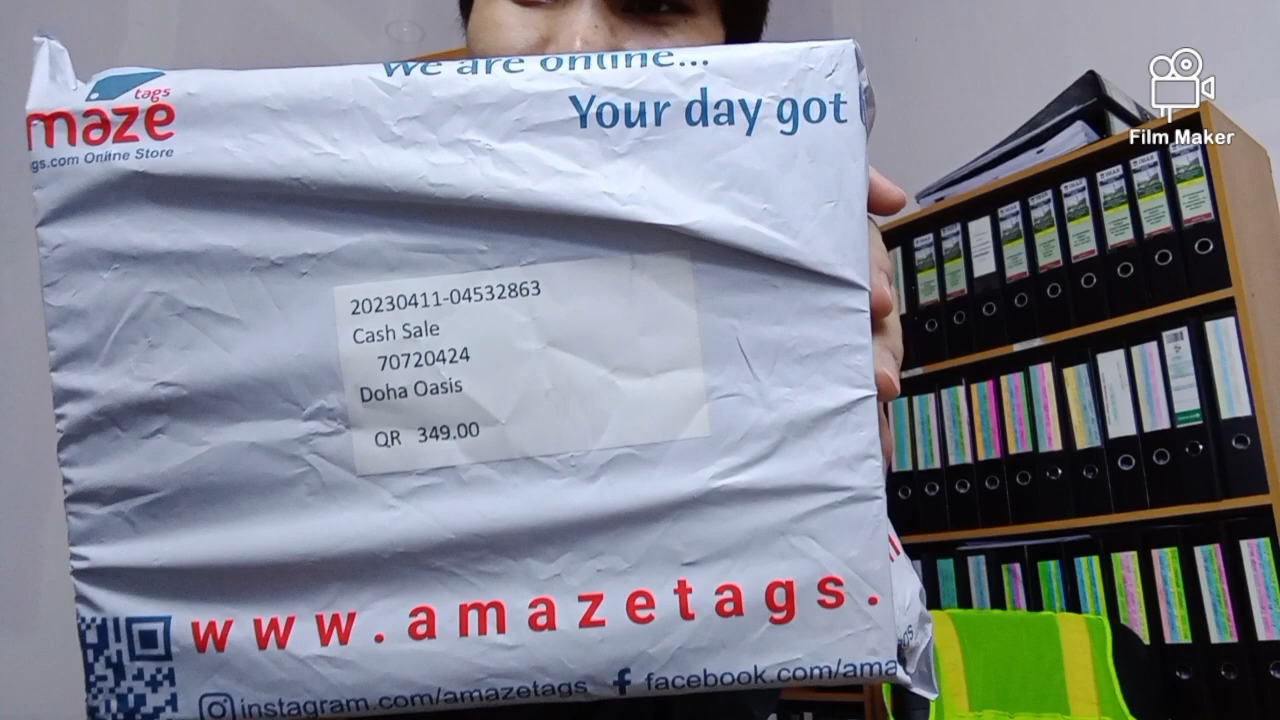 We are online...
Your day got
tags
maze
gs.com Online Store
Film Maker
20230411-04532863
Cash Sale
70720424
Doha Oasis
QR 349.00
www.amazetags.
instagram.com/amazetags
facebook.com/ama